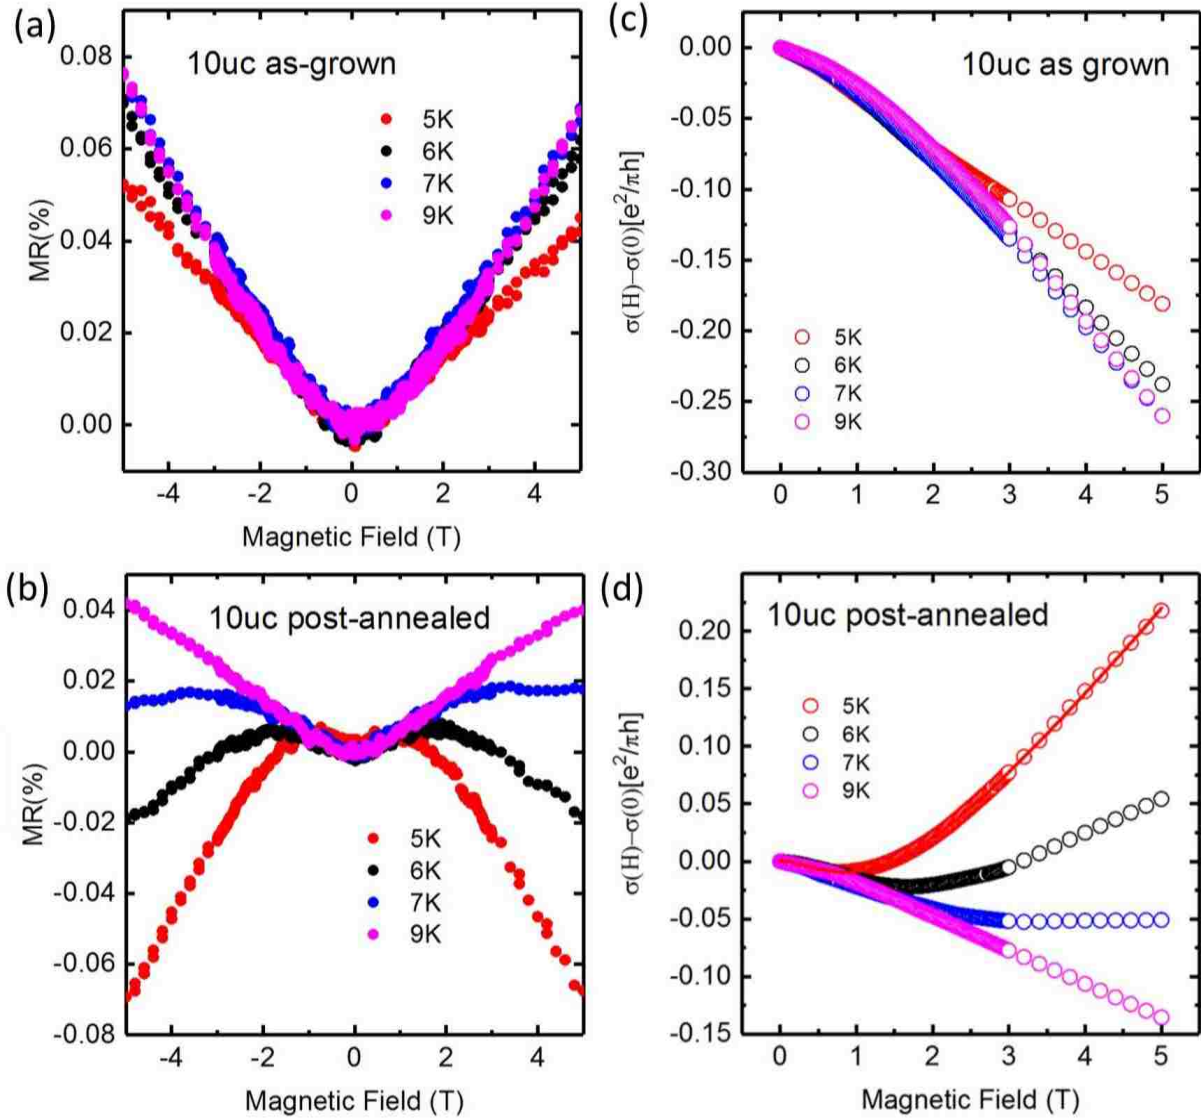 (a)
10uc as-grown
5K
6K
7K
9K
MR(%)
0.08
0.06
0.04
0.02
0.00
-4
-2
0
2
4
Magnetic Field (T)
(c)
10uc as grown
σ(H)−σ(0)[e²/πh]
0.00
-0.05
-0.10
-0.15
-0.20
-0.25
-0.30
5K
6K
7K
9K
0
1
2
3
4
5
(b)
10uc post-annealed
MR(%)
0.04
0.02
0.00
-0.02
-0.04
-0.06
-0.08
5K
6K
7K
9K
-4
-2
0
2
4
Magnetic Field (T)
(d)
10uc post-annealed
σ(H)−σ(0)[e²/πh]
0.20
0.15
0.10
0.05
0.00
-0.05
-0.10
-0.15
5K
6K
7K
9K
0
1
2
3
4
5
Magnetic Field (T)